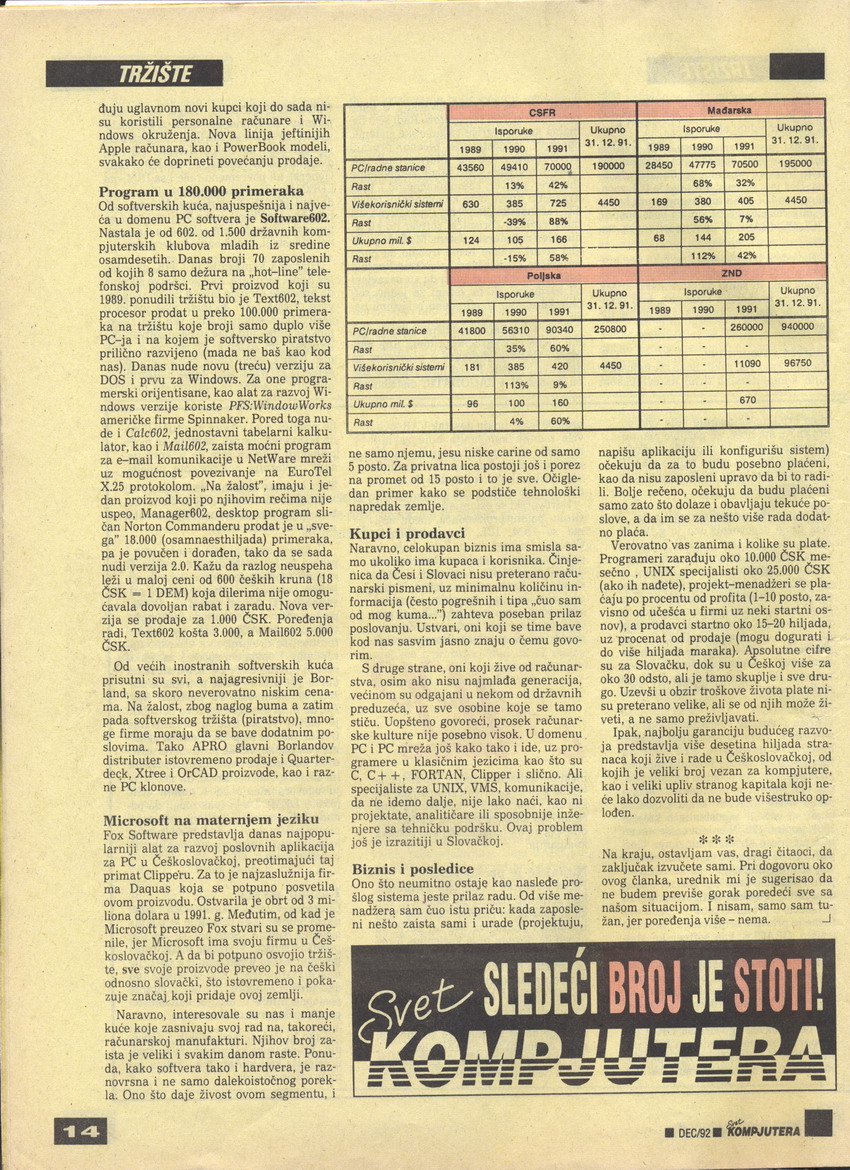 TRŽIŠTE
đuju uglavnom novi kupci koji do sada ni-
su koristili personalne računare i Wi-
ndows okruženja. Nova linija jeftinijih
Apple računara, kao i PowerBook modeli,
svakako će doprineti povećanju prodaje.
Program u 180.000 primeraka
Od softverskih kuća, najuspešnija i najve-
ća u domenu PC softvera je Software602.
Nastala je od 602. od 1.500 državnih kom-
pjuterskih klubova mladih iz sredine
osamdesetih. Danas broji 70 zaposlenih
od kojih 8 samo dežura na „hot-line" tele-
fonskoj podršci. Prvi proizvod koji su
1989. ponudili tržištu bio je Text602, tekst
procesor prodat u preko 100.000 primera-
ka na tržištu koje broji samo duplo više
PC-ja i na kojem je softversko piratstvo
prilično razvijeno (mada ne baš kao kod
nas). Danas nude novu (treću) verziju za
DOS i prvu za Windows. Za one progra-
merski orijentisane, kao alat za razvoj Wi-
ndows verzije koriste PFS:WindowWorks
američke firme Spinnaker. Pored toga nu-
de i Calc602, jednostavni tabelarni kalku-
lator, kao i Mail602, zaista moćni program
za e-mail komunikacije u NetWare mreži
uz mogućnost povezivanja na EuroTel
X.25 protokolom. „Na žalost", imaju i je-
dan proizvod koji po njihovim rečima nije
uspeo, Manager602, desktop program sli-
čan Norton Commanderu prodat je u „sve-
ga" 18.000 (osamnaesthiljada) primeraka,
pa je povučen i dorađen, tako da se sada
nudi verzija 2.0. Kažu da razlog neuspeha
leži u maloj ceni od 600 čeških kruna (18
ČSK = 1 DEM) koja dilerima nije omogu-
ćavala dovoljan rabat i zaradu. Nova ver-
zija se prodaje za 1.000 ČSK. Poređenja
radi, Text602 košta 3.000, a Mail602 5.000
ČSK.
Od većih inostranih softverskih kuća
prisutni su svi, a najagresivniji je Bor-
land, sa skoro neverovatno niskim cena-
ma. Na žalost, zbog naglog buma a zatim
pada softverskog tržišta (piratstvo), mno-
ge firme moraju da se bave dodatnim po-
slovima. Tako APRO glavni Borlandov
distributer istovremeno prodaje i Quarter-
deck, Xtree i OrCAD proizvode, kao i raz-
ne PC klonove.
Microsoft na maternjem jeziku
Fox Software predstavlja danas najpopu-
larniji alat za razvoj poslovnih aplikacija
za PC u Češkoslovačkoj, preotimajući taj
primat Clipperu. Za to je najzaslužnija fir-
ma Daquas koja se potpuno posvetila
ovom proizvodu. Ostvarila je obrt od 3 mi-
liona dolara u 1991. g. Međutim, od kad je
Microsoft preuzeo Fox stvari su se prome-
nile, jer Microsoft ima svoju firmu u Češ-
koslovačkoj. A da bi potpuno osvojio tržiš-
te, sve svoje proizvode preveo je na češki
odnosno slovački, što istovremeno i poka-
zuje značaj koji pridaje ovoj zemlji.
Naravno, interesovale su nas i manje
kuće koje zasnivaju svoj rad na, takoreći,
računarskoj manufakturi. Njihov broj za-
ista je veliki i svakim danom raste. Ponu-
da, kako softvera tako i hardvera, je raz-
novrsna i ne samo dalekoistočnog porek-
la. Ono što daje živost ovom segmentu, i
CSFR Mađarska
Isporuke Ukupno Isporuke Ukupno
1989 1990 1991 31. 12. 91. 1989 1990 1991 31. 12. 91.
PC/radne stanice 43560 49410 70000 190000 28450 47775 70500 195000
Rast 13% 42% 68% 32%
Višekorisnički sistemi 630 385 725 4450 169 380 405 4450
Rast -39% 88% 56% 7%
Ukupno mil. $ 124 105 166 68 144 205
Rast -15% 58% 112% 42%
Poljska ZND
Isporuke Ukupno Isporuke Ukupno
1989 1990 1991 31. 12. 91. 1989 1990 1991 31. 12. 91.
PC/radne stanice 41800 56310 90340 250800 - - 260000 940000
Rast 35% 60% - - -
Višekorisnički sistemi 181 385 420 4450 - - 11090 96750
Rast 113% 9% - - -
Ukupno mil. $ 96 100 160 - - 670
Rast 4% 60% - - -
ne samo njemu, jesu niske carine od samo
5 posto. Za privatna lica postoji još i porez
na promet od 15 posto i to je sve. Očigle-
dan primer kako se podstiče tehnološki
napredak zemlje.
Kupci i prodavci
Naravno, celokupan biznis ima smisla sa-
mo ukoliko ima kupaca i korisnika. Činje-
nica da Česi i Slovaci nisu preterano raču-
narski pismeni, uz minimalnu količinu in-
formacija (često pogrešnih i tipa „čuo sam
od mog kuma...") zahteva poseban prilaz
poslovanju. Ustvari, oni koji se time bave
kod nas sasvim jasno znaju o čemu govo-
rim.
S druge strane, oni koji žive od računar-
stva, osim ako nisu najmlađa generacija,
većinom su odgajani u nekom od državnih
preduzeća, uz sve osobine koje se tamo
stiču. Uopšteno govoreći, prosek računar-
ske kulture nije posebno visok. U domenu
PC i PC mreža još kako tako i ide, uz pro-
gramere u klasičnim jezicima kao što su
C, C++, FORTAN, Clipper i slično. Ali
specijaliste za UNIX, VMS, komunikacije,
da ne idemo dalje, nije lako naći, kao ni
projektate, analitičare ili sposobnije inže-
njere sa tehničku podršku. Ovaj problem
još je izrazitiji u Slovačkoj.
Biznis i posledice
Ono što neumitno ostaje kao nasleđe pro-
šlog sistema jeste prilaz radu. Od više me-
nadžera sam čuo istu priču: kada zaposle-
ni nešto zaista sami i urade (projektuju,
napišu aplikaciju ili konfigurišu sistem)
očekuju da za to budu posebno plaćeni,
kao da nisu zaposleni upravo da bi to radi-
li. Bolje rečeno, očekuju da budu plaćeni
samo zato što dolaze i obavljaju tekuće po-
slove, a da im se za nešto više rada dodat-
no plaća.
Verovatno vas zanima i kolike su plate.
Programeri zarađuju oko 10.000 ČSK me-
sečno , UNIX specijalisti oko 25.000 ČSK
(ako ih nađete), projekt-menadžeri se pla-
ćaju po procentu od profita (1–10 posto, za-
visno od učešća u firmi uz neki startni os-
nov), a prodavci startno oko 15–20 hiljada,
uz procenat od prodaje (mogu dogurati i
do više hiljada maraka). Apsolutne cifre
su za Slovačku, dok su u Češkoj više za
oko 30 odsto, ali je tamo skuplje i sve dru-
go. Uzevši u obzir troškove života plate ni-
su preterano velike, ali se od njih može ži-
veti, a ne samo preživljavati.
Ipak, najbolju garanciju budućeg razvo-
ja predstavlja više desetina hiljada stra-
naca koji žive i rade u Češkoslovačkoj, od
kojih je veliki broj vezan za kompjutere,
kao i veliki upliv stranog kapitala koji ne-
će lako dozvoliti da ne bude višestruko op-
lođen.
***
Na kraju, ostavljam vas, dragi čitaoci, da
zaključak izvučete sami. Pri dogovoru oko
ovog članka, urednik mi je sugerisao da
ne budem previše gorak poredeći sve sa
našom situacijom. I nisam, samo sam tu-
žan, jer poređenja više – nema.
SLEDEĆI BROJ JE STOTI!
Svet
KOMPJUTERA
14
DEC/92 Svet KOMPJUTERA